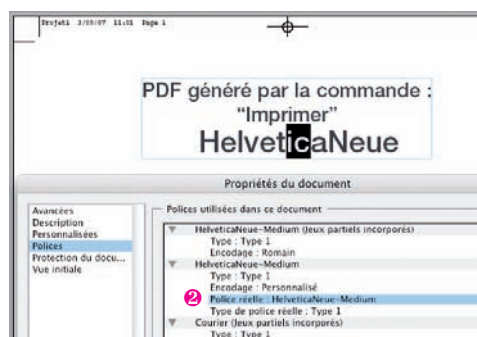 Projet1 3/09/07 11:01 Page 1
PDF généré par la commande :
“Imprimer”
HelveticaNeue
Propriétés du document
Avancées
Description
Personnalisées
Polices
Protection du docu...
Vue initiale
Polices utilisées dans ce document
HelveticaNeue-Medium (Jeux partiels incorporés)
Type : Type 1
Encodage : Romain
HelveticaNeue-Medium
Type : Type 1
Encodage : Personnalisé
2 Police réelle : HelveticaNeue-Medium
Type de police réelle : Type 1
Courier (Jeux partiels incorporés)
Type : Type 1